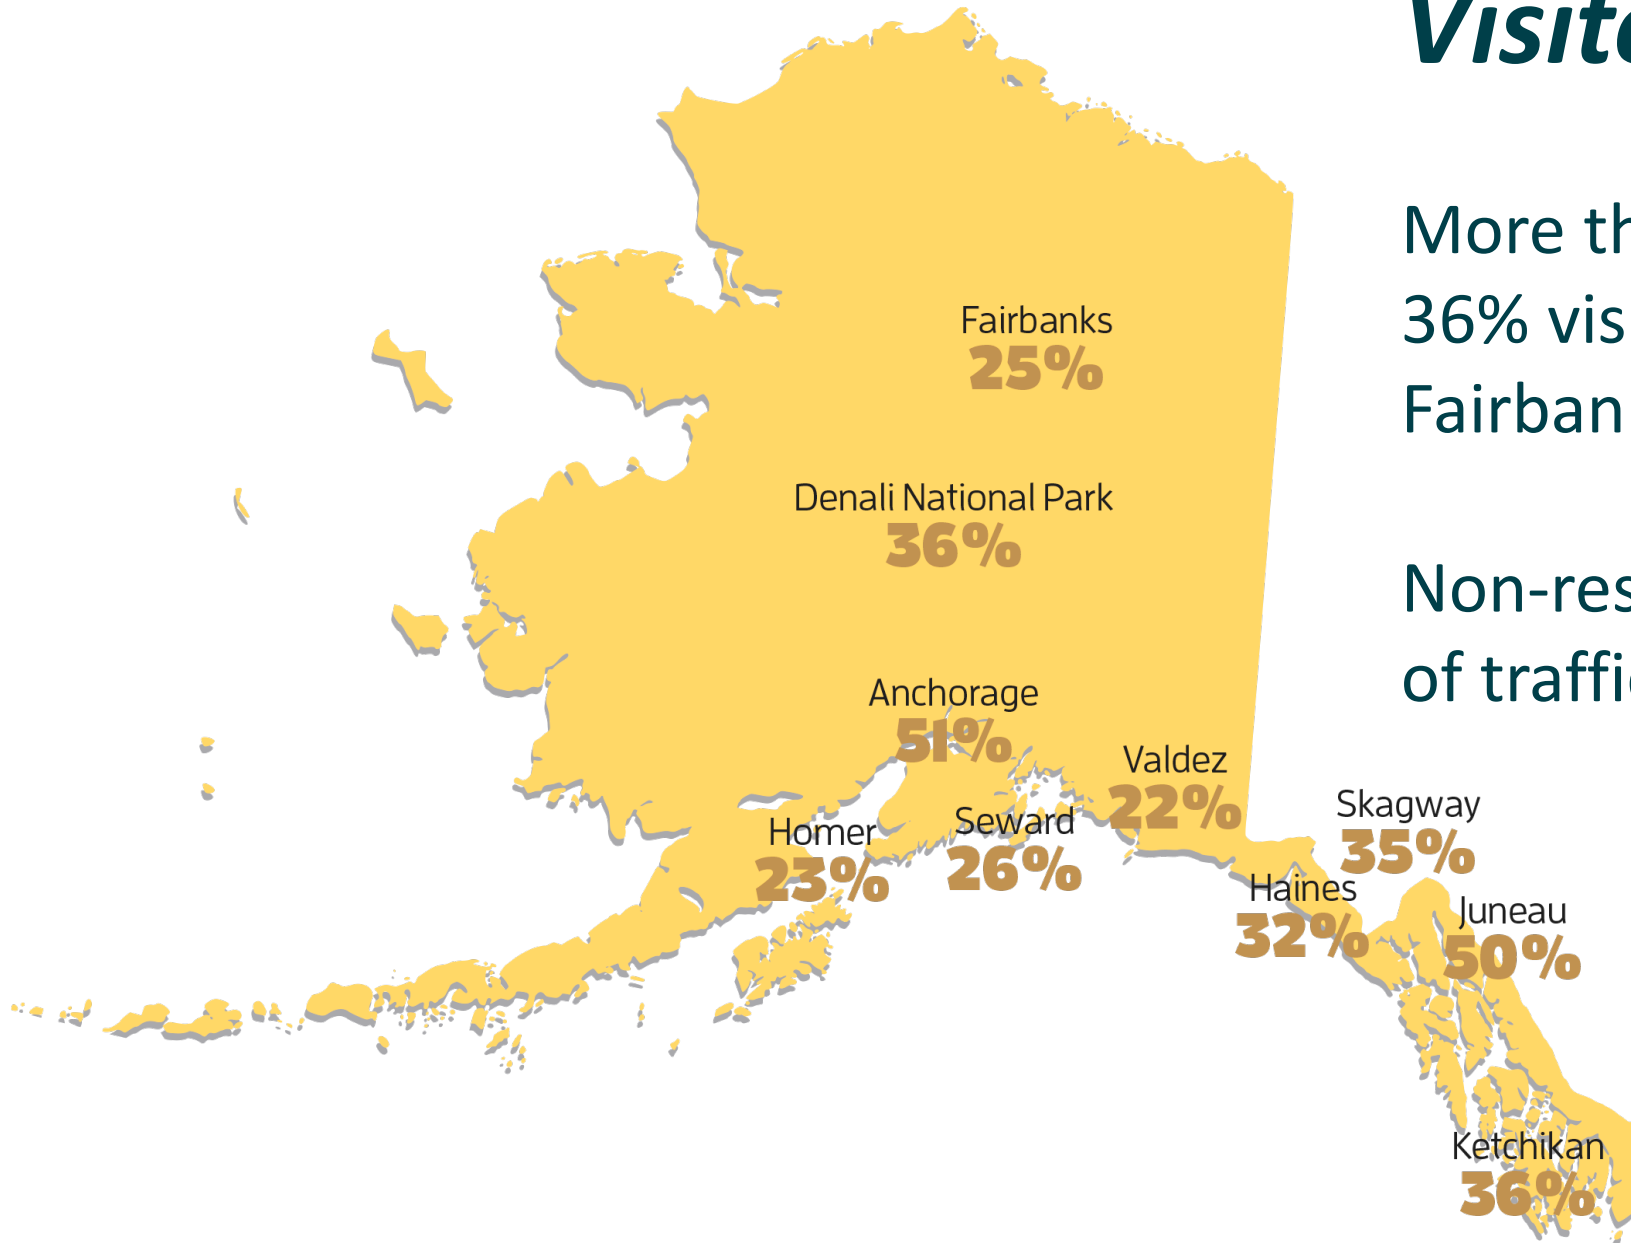 Visit
More th
36% vis
Fairban
Non-res
of traffi
Fairbanks
25%
Denali National Park
36%
Anchorage
51%
Valdez
22%
Homer
23%
Seward
26%
Skagway
35%
Haines
32%
Juneau
50%
Ketchikan
36%